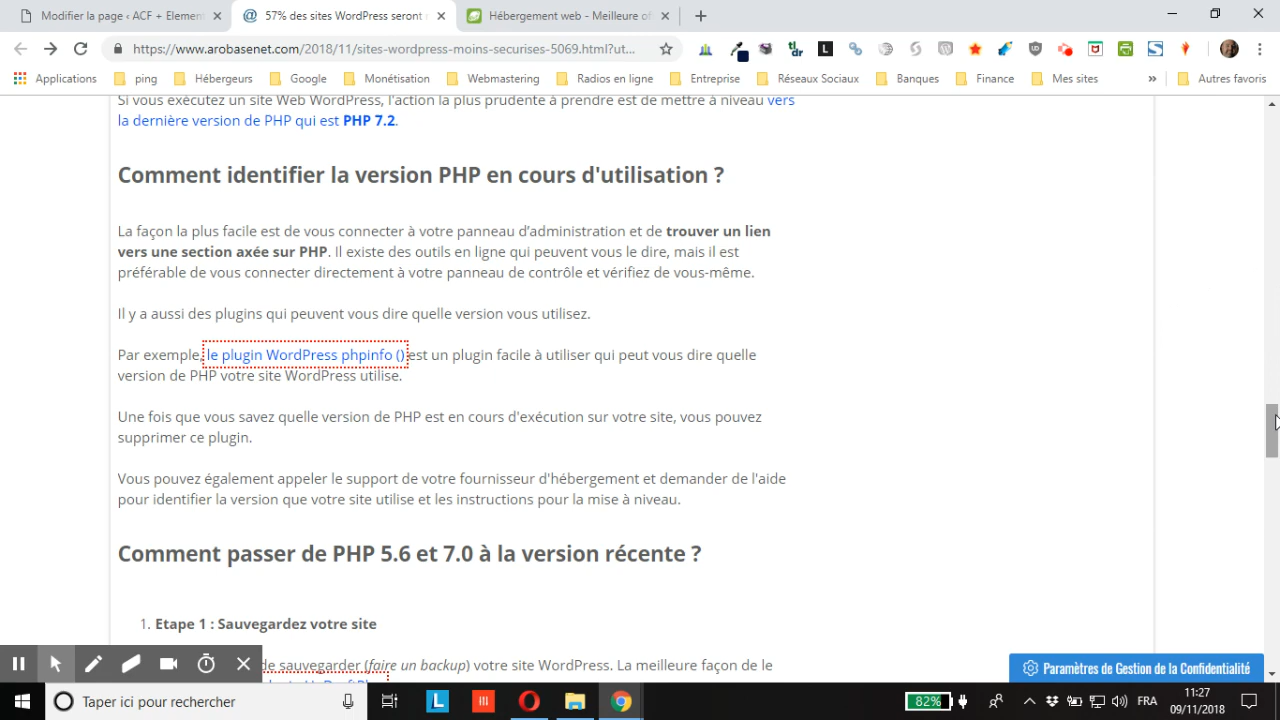 Modifier la page ‹ ACF + Element
57% des sites WordPress seront
Hébergement web - Meilleure of
https://www.arobasenet.com/2018/11/sites-wordpress-moins-securises-5069.html?ut...
Applications
ping
Hébergeurs
Google
Monétisation
Webmastering
Radios en ligne
Entreprise
Réseaux Sociaux
Banques
Finance
Mes sites
»
Autres favoris
Si vous exécutez un site Web WordPress, l'action la plus prudente à prendre est de mettre à niveau vers
la dernière version de PHP qui est PHP 7.2.
Comment identifier la version PHP en cours d'utilisation ?
La façon la plus facile est de vous connecter à votre panneau d'administration et de trouver un lien
vers une section axée sur PHP. Il existe des outils en ligne qui peuvent vous le dire, mais il est
préférable de vous connecter directement à votre panneau de contrôle et vérifiez de vous-même.
Il y a aussi des plugins qui peuvent vous dire quelle version vous utilisez.
Par exemple, le plugin WordPress phpinfo () est un plugin facile à utiliser qui peut vous dire quelle
version de PHP votre site WordPress utilise.
Une fois que vous savez quelle version de PHP est en cours d'exécution sur votre site, vous pouvez
supprimer ce plugin.
Vous pouvez également appeler le support de votre fournisseur d'hébergement et demander de l'aide
pour identifier la version que votre site utilise et les instructions pour la mise à niveau.
Comment passer de PHP 5.6 et 7.0 à la version récente ?
1. Etape 1 : Sauvegardez votre site
de sauvegarder (faire un backup) votre site WordPress. La meilleure façon de le
Paramètres de Gestion de la Confidentialité
Taper ici pour rechercher
82%
FRA
11:27
09/11/2018